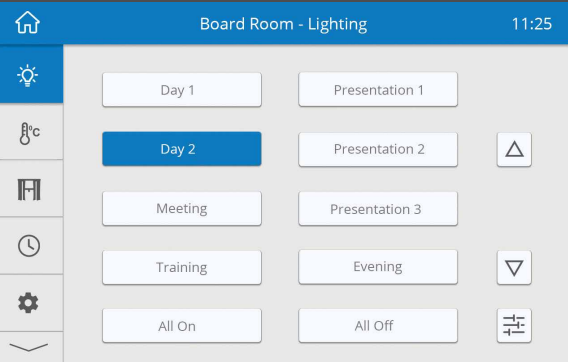 Board Room - Lighting
11:25
Day 1
Presentation 1
°C
Day 2
Presentation 2
Meeting
Presentation 3
Training
Evening
All On
All Off